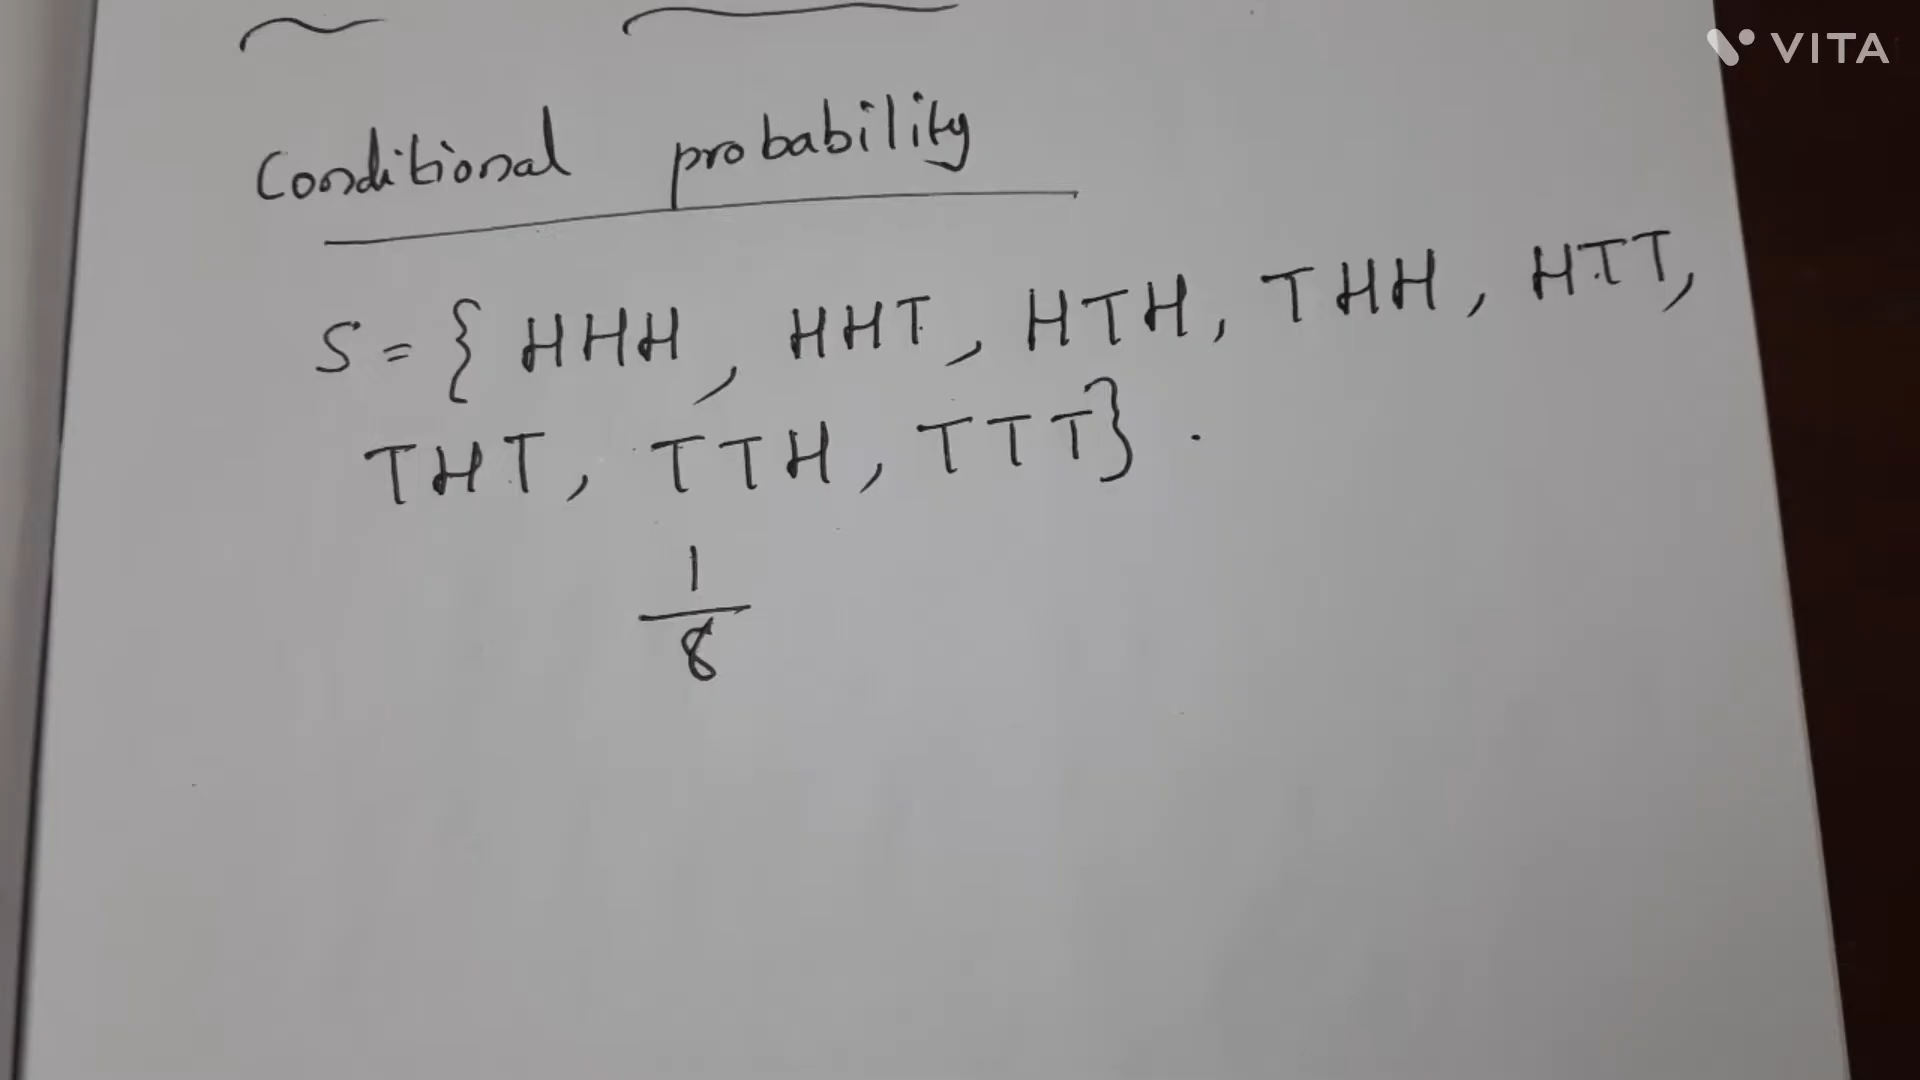 VITA
Conditional probability
S = { HHH, HHT, HTH, THH, HTT,
THT, TTH, TTT}.
1
8